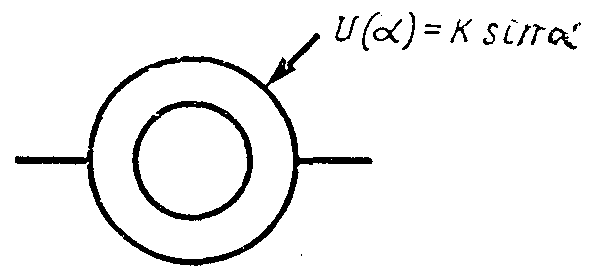 U(α) = K sin α